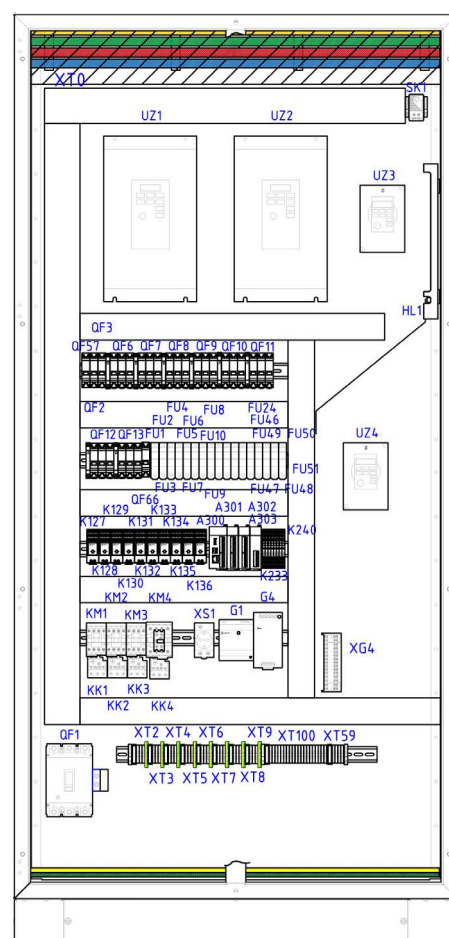 XT0
SK1
UZ1 UZ2
UZ3
HL1
QF3
QF57 QF6 QF7 QF8 QF9 QF10 QF11
QF2 FU4 FU8 FU24
FU2 FU6 FU46
QF12 QF13 FU1 FU5 FU10 FU49 FU50
UZ4
FU51
FU3 FU7 FU9 FU47 FU48
QF66
K129 K133 A301 A302
K127 K131 K134 A300 A303 K240
K128 K132 K135 K233
K130 K136
KM2 KM4 G4
KM1 KM3 XS1 G1
XG4
KK1 KK3
KK2 KK4
QF1 XT2 XT4 XT6 XT9 XT100 XT59
XT3 XT5 XT7 XT8